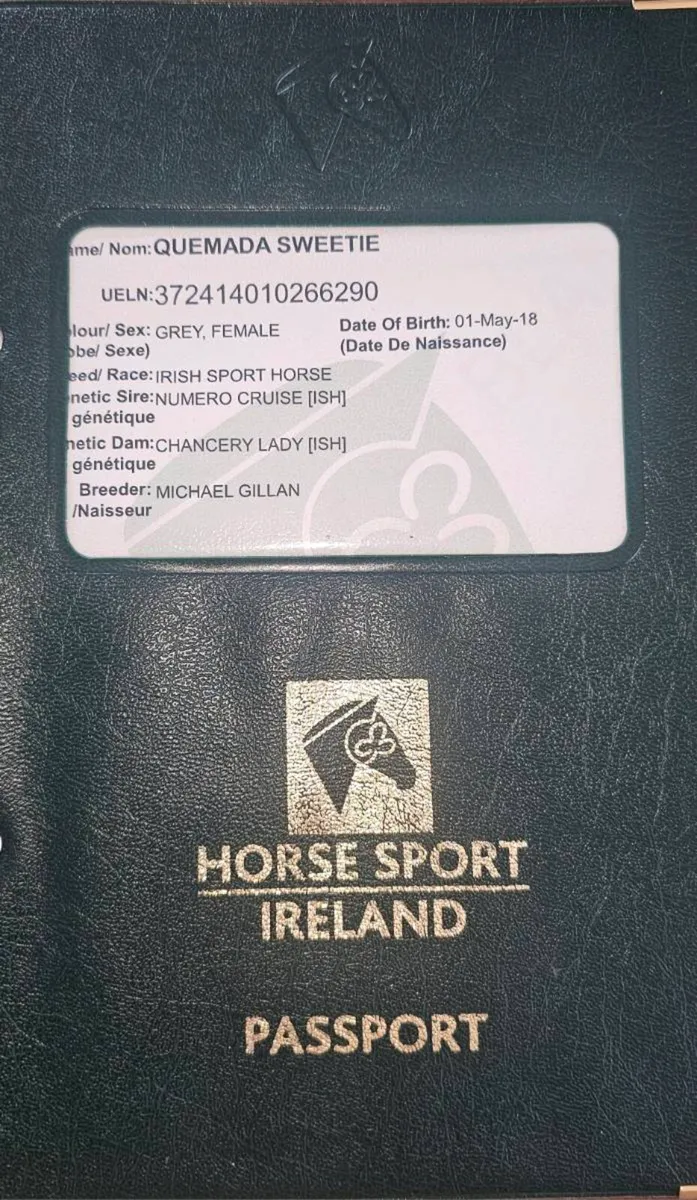 ame/ Nom: QUEMADA SWEETIE
UELN: 372414010266290
lour/ Sex: GREY, FEMALE Date Of Birth: 01-May-18
obe/ Sexe) (Date De Naissance)
eed/ Race: IRISH SPORT HORSE
netic Sire: NUMERO CRUISE [ISH]
génétique
netic Dam: CHANCERY LADY [ISH]
génétique
Breeder: MICHAEL GILLAN
/Naisseur
HORSE SPORT
IRELAND
PASSPORT